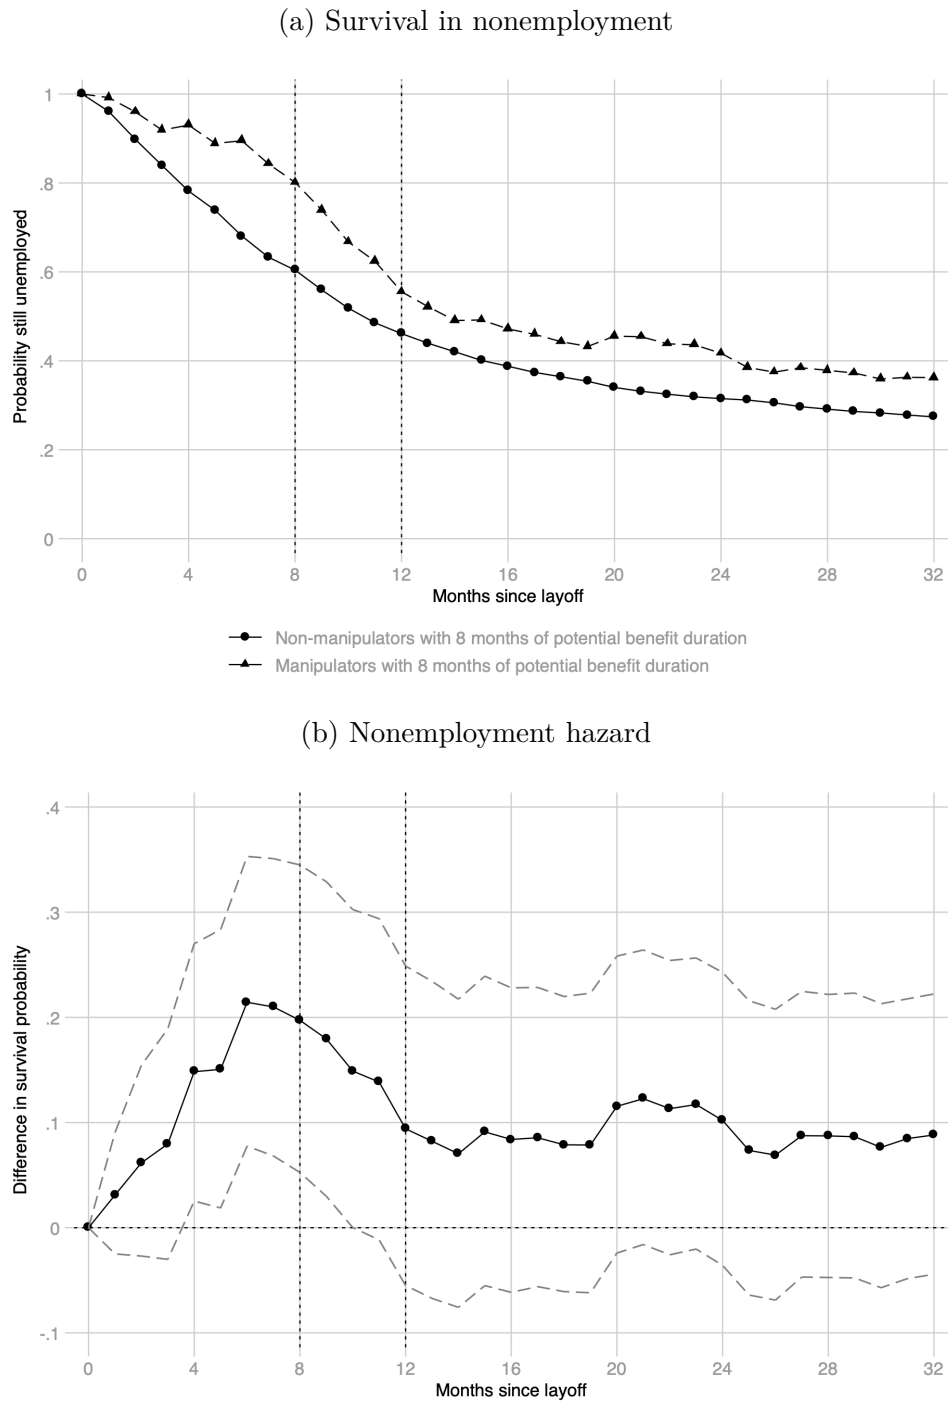 (a) Survival in nonemployment
Probability still unemployed
1
.8
.6
.4
.2
0
0 4 8 12 16 20 24 28 32
Months since layoff
Non-manipulators with 8 months of potential benefit duration
Manipulators with 8 months of potential benefit duration
(b) Nonemployment hazard
Difference in survival probability
.4
.3
.2
.1
0
-.1
0 4 8 12 16 20 24 28 32
Months since layoff